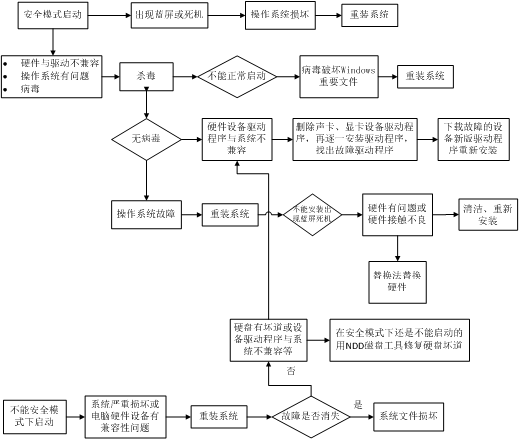 安全模式启动
出现蓝屏或死机
操作系统损坏
重装系统
• 硬件与驱动不兼容
• 操作系统有问题
• 病毒
杀毒
不能正常启动
病毒破坏Windows
重要文件
重装系统
无病毒
硬件设备驱动
程序与系统不
兼容
删除声卡、显卡设备驱动程
序，再逐一安装驱动程序，
找出故障驱动程序
下载故障的
设备新版驱动程
序重新安装
操作系统故障
重装系统
不能安装出
现蓝屏死机
硬件有问题或
硬件接触不良
清洁、重新
安装
替换法替换
硬件
硬盘有坏道或设
备驱动程序与系统
不兼容等
在安全模式下还是不能启动的
用NDD磁盘工具修复硬盘坏道
否
不能安全模
式下启动
系统严重损坏或
电脑硬件设备有
兼容性问题
重装系统
故障是否消失
是
系统文件损坏